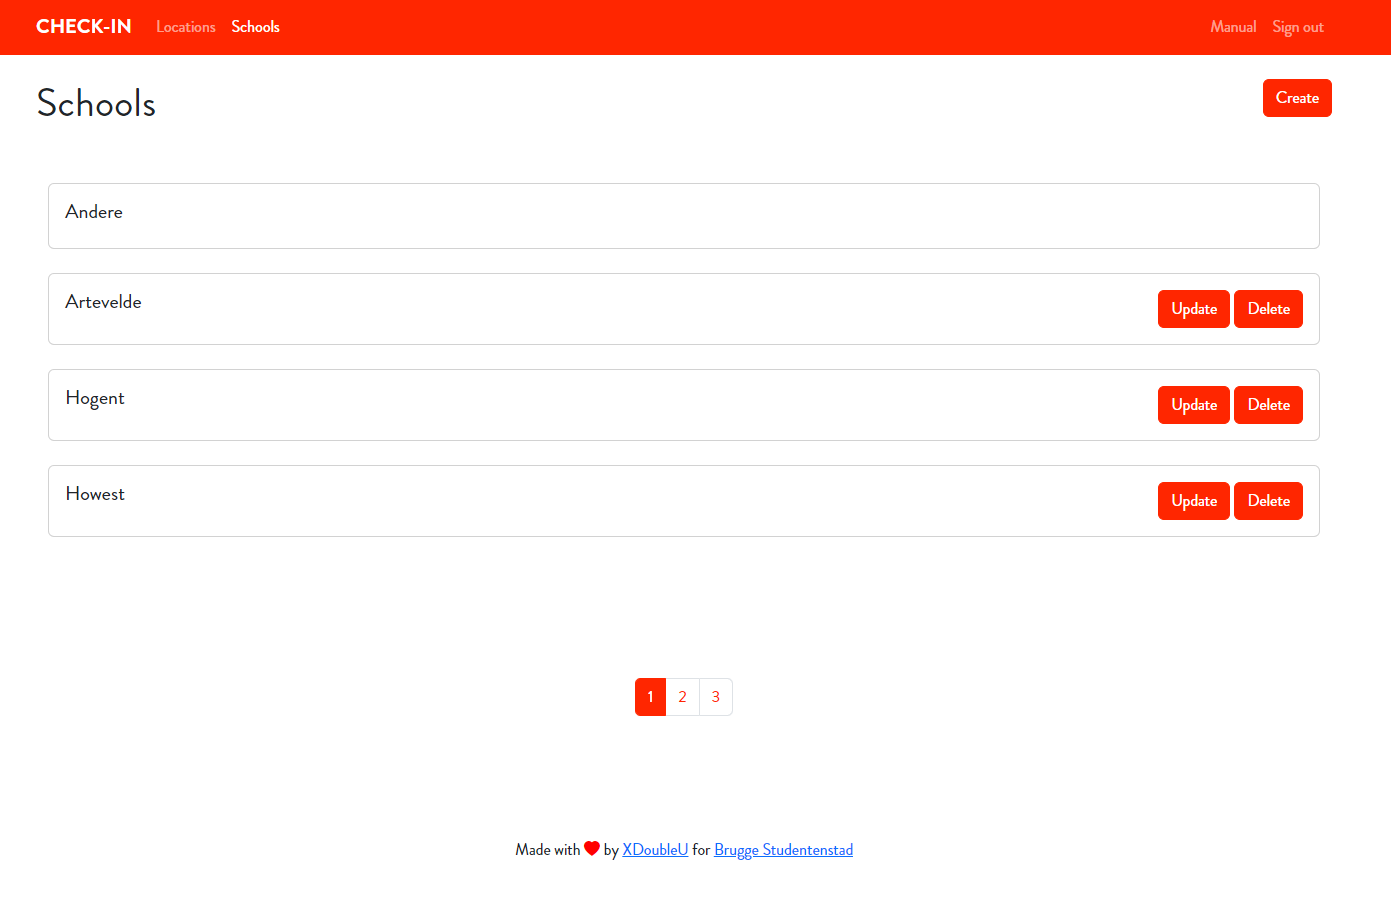 CHECK-IN Locations Schools Manual Sign out
Schools Create
Andere
Artevelde Update Delete
Hogent Update Delete
Howest Update Delete
1 2 3
Made with ❤ by XDoubleU for Brugge Studentenstad